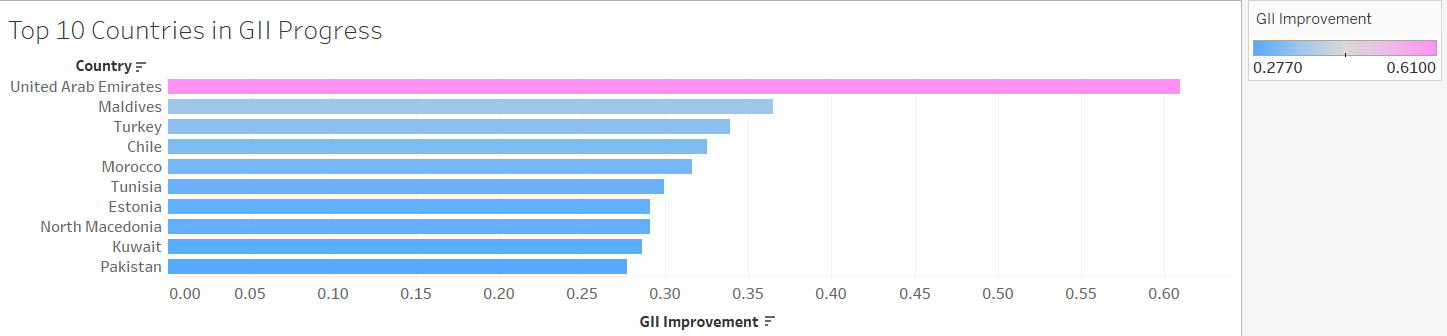 Top 10 Countries in GII Progress
Country
United Arab Emirates
Maldives
Turkey
Chile
Morocco
Tunisia
Estonia
North Macedonia
Kuwait
Pakistan
0.00 0.05 0.10 0.15 0.20 0.25 0.30 0.35 0.40 0.45 0.50 0.55 0.60
GII Improvement
GII Improvement
0.2770 0.6100